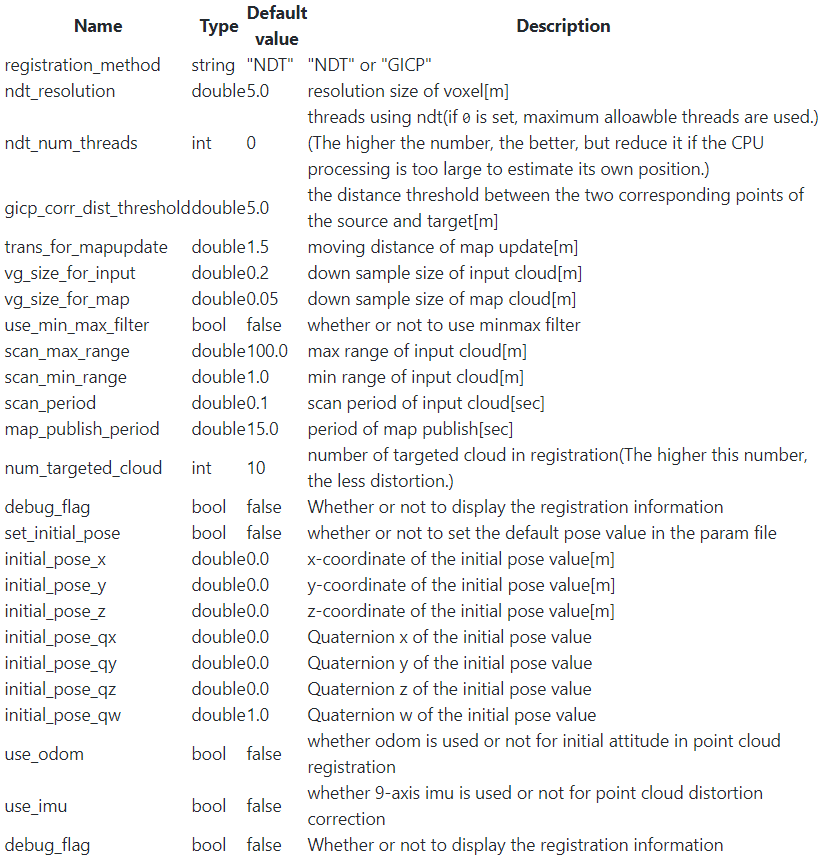 Name Type Default value Description
registration_method string "NDT" "NDT" or "GICP"
ndt_resolution double 5.0 resolution size of voxel[m]
ndt_num_threads int 0 threads using ndt(if 0 is set, maximum alloawble threads are used.)
(The higher the number, the better, but reduce it if the CPU
processing is too large to estimate its own position.)
gicp_corr_dist_threshold double 5.0 the distance threshold between the two corresponding points of
the source and target[m]
trans_for_mapupdate double 1.5 moving distance of map update[m]
vg_size_for_input double 0.2 down sample size of input cloud[m]
vg_size_for_map double 0.05 down sample size of map cloud[m]
use_min_max_filter bool false whether or not to use minmax filter
scan_max_range double 100.0 max range of input cloud[m]
scan_min_range double 1.0 min range of input cloud[m]
scan_period double 0.1 scan period of input cloud[sec]
map_publish_period double 15.0 period of map publish[sec]
num_targeted_cloud int 10 number of targeted cloud in registration(The higher this number,
the less distortion.)
debug_flag bool false Whether or not to display the registration information
set_initial_pose bool false whether or not to set the default pose value in the param file
initial_pose_x double 0.0 x-coordinate of the initial pose value[m]
initial_pose_y double 0.0 y-coordinate of the initial pose value[m]
initial_pose_z double 0.0 z-coordinate of the initial pose value[m]
initial_pose_qx double 0.0 Quaternion x of the initial pose value
initial_pose_qy double 0.0 Quaternion y of the initial pose value
initial_pose_qz double 0.0 Quaternion z of the initial pose value
initial_pose_qw double 1.0 Quaternion w of the initial pose value
use_odom bool false whether odom is used or not for initial attitude in point cloud
registration
use_imu bool false whether 9-axis imu is used or not for point cloud distortion
correction
debug_flag bool false Whether or not to display the registration information